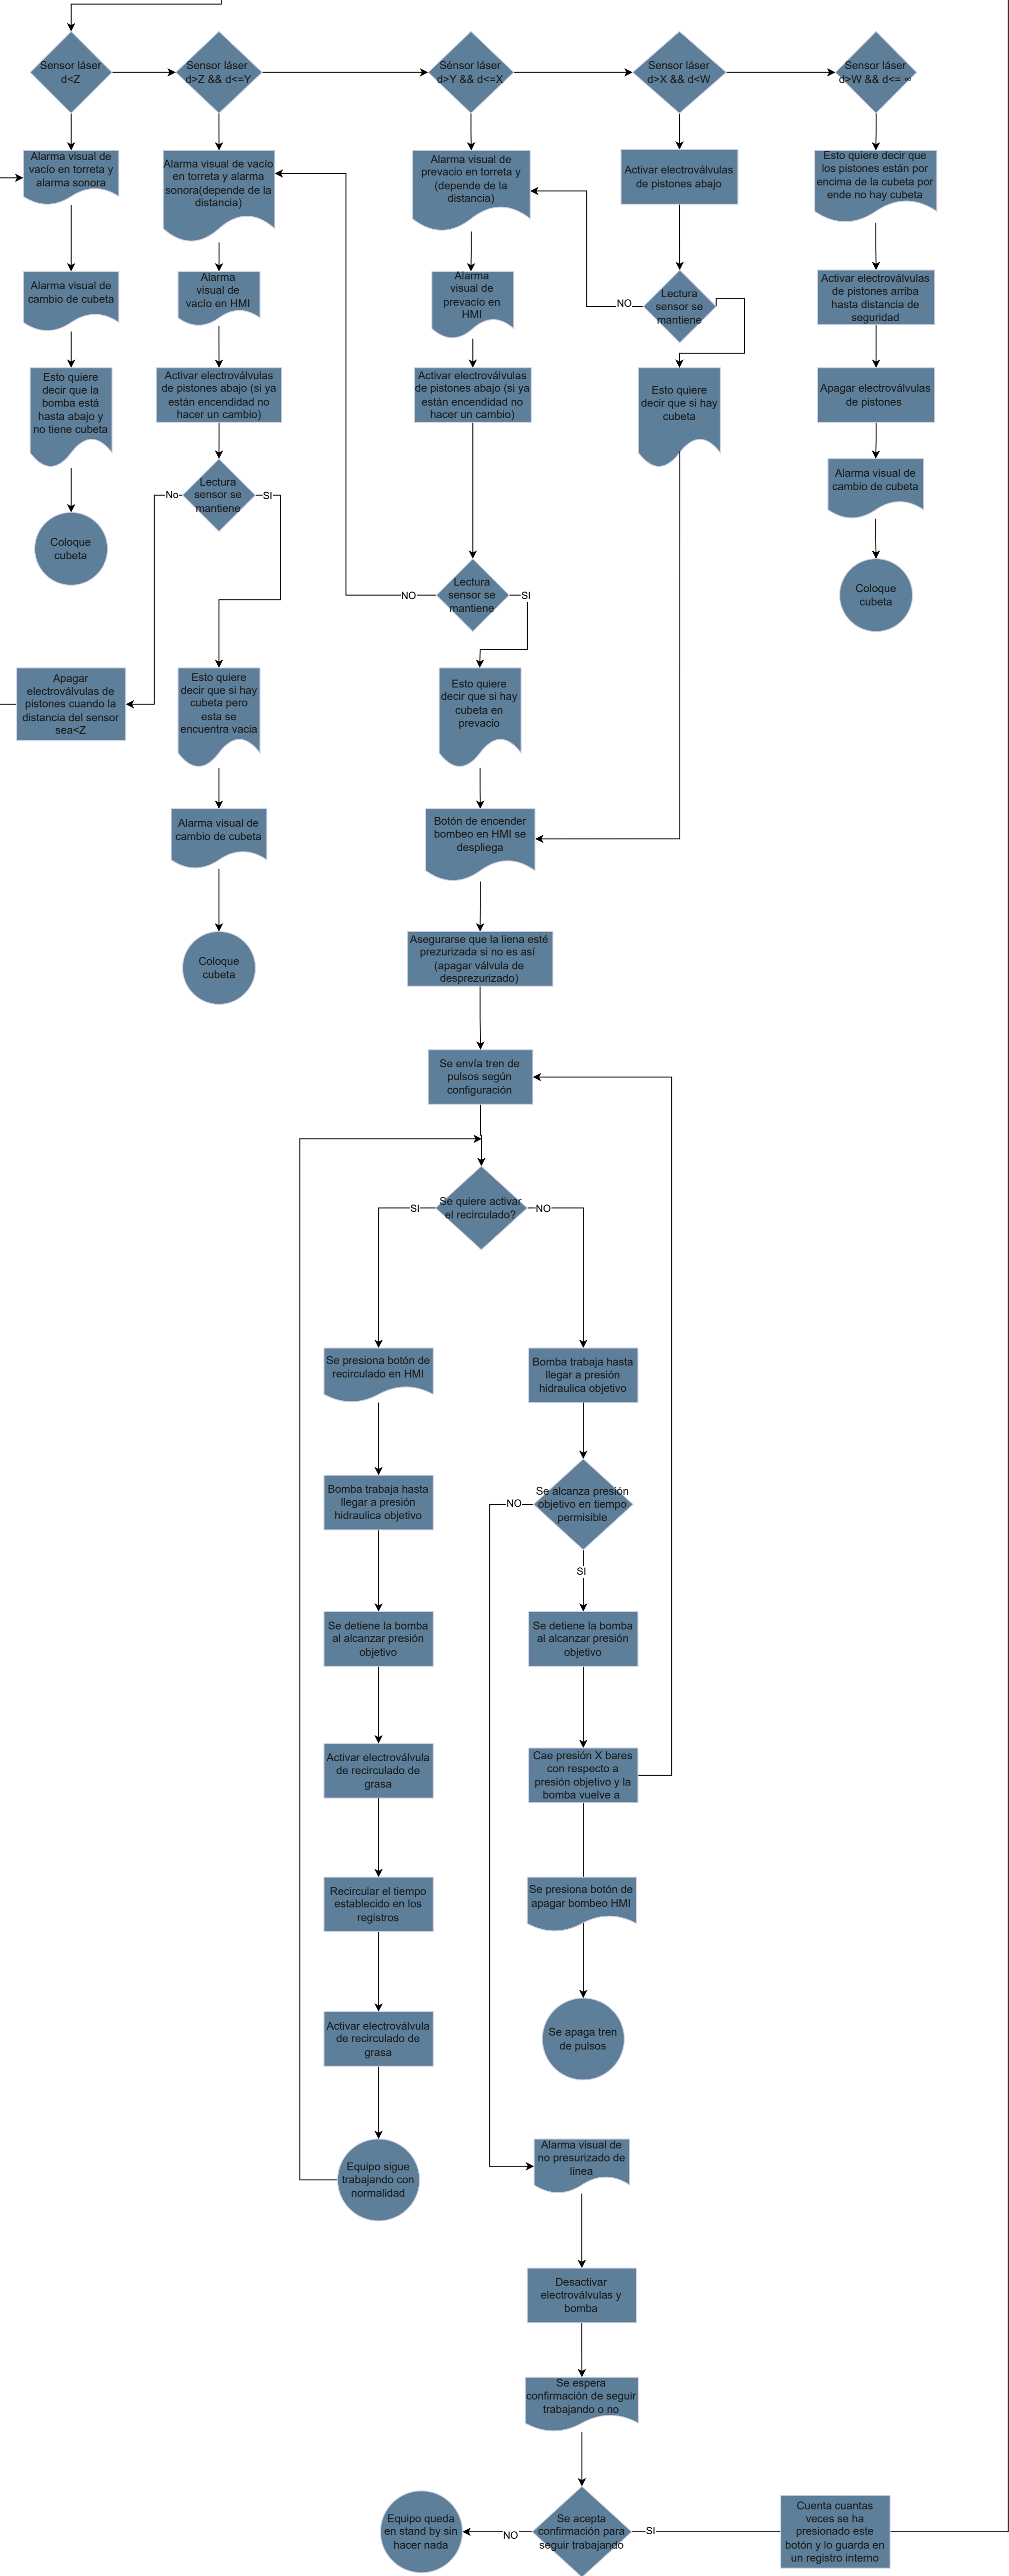 Sensor láser
d<Z
Sensor láser
d>Z && d<=Y
Sénsor láser
d>Y && d<=X
Sensor láser
d>X && d<W
Sensor láser
d>W && d<= ∞
Alarma visual de
vacío en torreta y
alarma sonora
Alarma visual de vacío
en torreta y alarma
sonora(depende de la
distancia)
Alarma visual de
prevacio en torreta y
(depende de la
distancia)
Activar electroválvulas
de pistones abajo
Esto quiere decir que
los pistones están por
encima de la cubeta por
ende no hay cubeta
Alarma visual de
cambio de cubeta
Alarma
visual de
vacío en HMI
Alarma
visual de
prevacío en
HMI
NO
Lectura
sensor se
mantiene
Activar electroválvulas
de pistones arriba
hasta distancia de
seguridad
Esto quiere
decir que la
bomba está
hasta abajo y
no tiene cubeta
Activar electroválvulas
de pistones abajo (si ya
están encendidad no
hacer un cambio)
Activar electroválvulas
de pistones abajo (si ya
están encendidad no
hacer un cambio)
Esto quiere
decir que si hay
cubeta
Apagar electroválvulas
de pistones
No
Lectura
sensor se
mantiene
SI
Alarma visual de
cambio de cubeta
Coloque
cubeta
NO
Lectura
sensor se
mantiene
SI
Coloque
cubeta
Apagar
electroválvulas de
pistones cuando la
distancia del sensor
sea<Z
Esto quiere
decir que si hay
cubeta pero
esta se
encuentra vacia
Esto quiere
decir que si hay
cubeta en
prevacio
Alarma visual de
cambio de cubeta
Botón de encender
bombeo en HMI se
despliega
Coloque
cubeta
Asegurarse que la liena esté
prezurizada si no es así
(apagar válvula de
desprezurizado)
Se envía tren de
pulsos según
configuración
SI
Se quiere activar
el recirculado?
NO
Se presiona botón de
recirculado en HMI
Bomba trabaja hasta
llegar a presión
hidraulica objetivo
Bomba trabaja hasta
llegar a presión
hidraulica objetivo
NO
Se alcanza presión
objetivo en tiempo
permisible
SI
Se detiene la bomba
al alcanzar presión
objetivo
Se detiene la bomba
al alcanzar presión
objetivo
Activar electroválvula
de recirculado de
grasa
Cae presión X bares
con respecto a
presión objetivo y la
bomba vuelve a
Recircular el tiempo
establecido en los
registros
Se presiona botón de
apagar bombeo HMI
Activar electroválvula
de recirculado de
grasa
Se apaga tren
de pulsos
Equipo sigue
trabajando con
normalidad
Alarma visual de
no presurizado de
linea
Desactivar
electroválvulas y
bomba
Se espera
confirmación de seguir
trabajando o no
Equipo queda
en stand by sin
hacer nada
NO
Se acepta
confirmación para
seguir trabajando
SI
Cuenta cuantas
veces se ha
presionado este
botón y lo guarda en
un registro interno